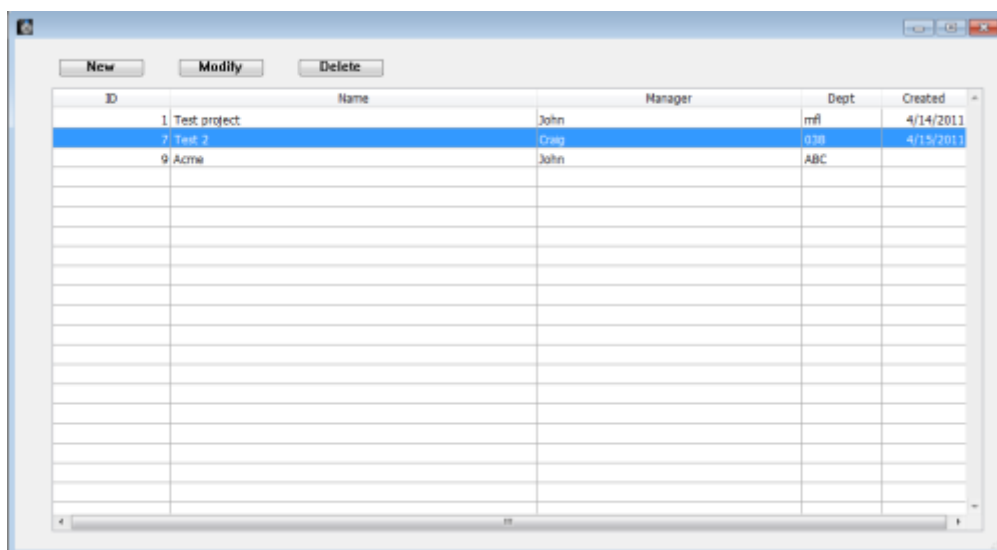 New Modify Delete
ID Name Manager Dept Created
1 Test project John mfl 4/14/2011
7 Test 2 Craig 038 4/15/2011
9 Acme John ABC